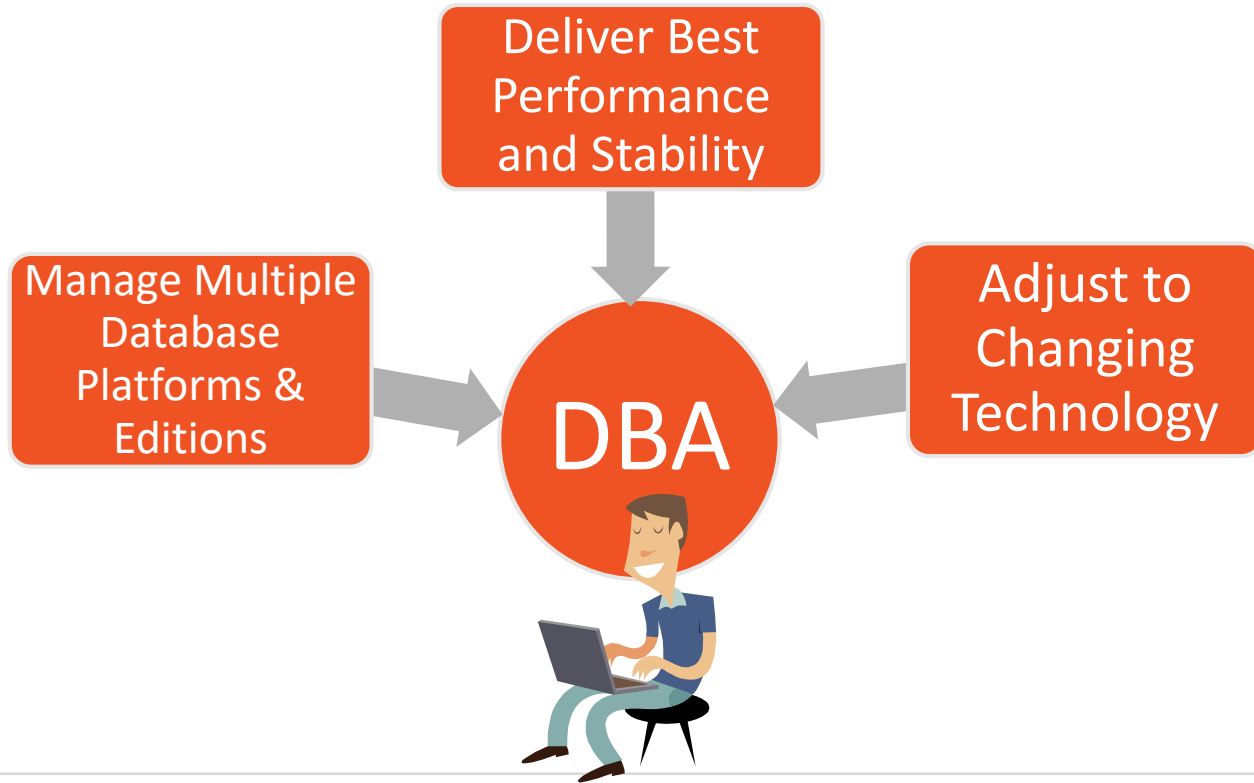 Deliver Best
Performance
and Stability
Manage Multiple
Database
Platforms &
Editions
Adjust to
Changing
Technology
DBA